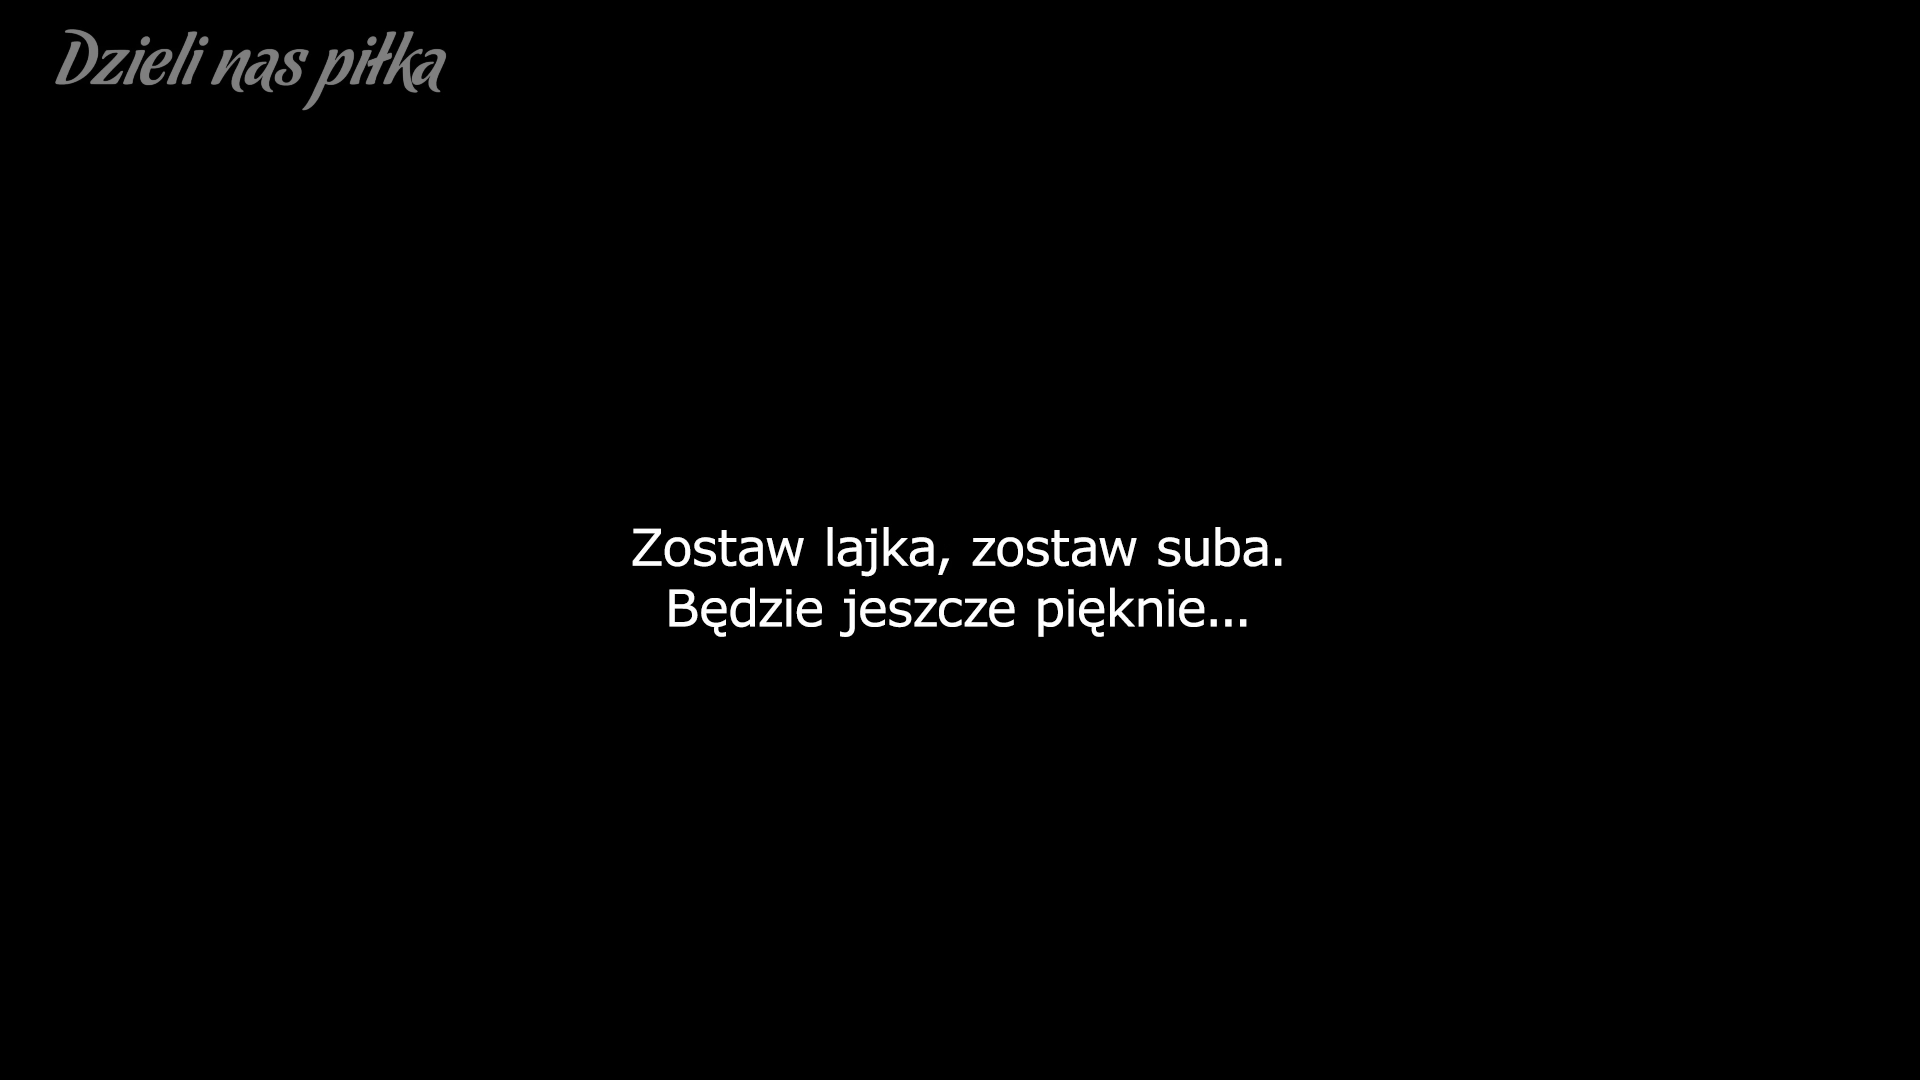 Dzieli nas piłka
Zostaw lajka, zostaw suba.
Będzie jeszcze pięknie...